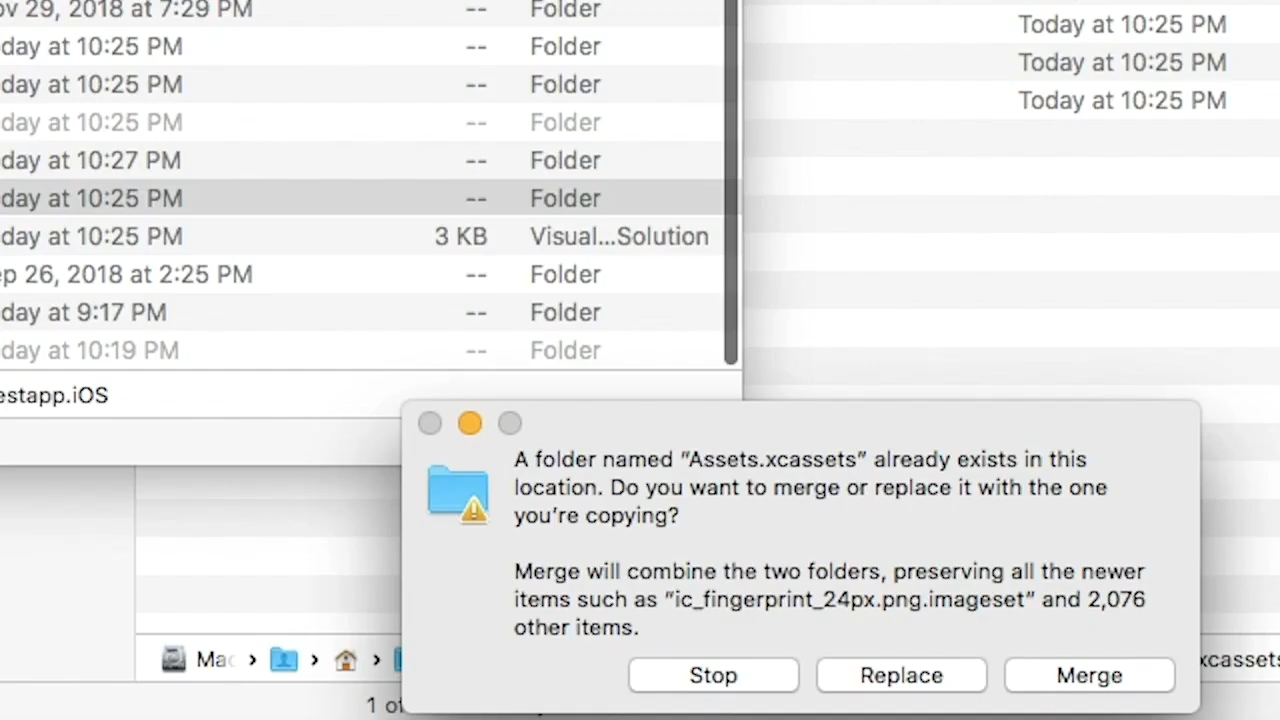 ov 29, 2018 at 7:29 PM -- Folder
day at 10:25 PM -- Folder
day at 10:25 PM -- Folder
day at 10:25 PM -- Folder
day at 10:27 PM -- Folder
day at 10:25 PM -- Folder
day at 10:25 PM 3 KB Visual...Solution
ep 26, 2018 at 2:25 PM -- Folder
day at 9:17 PM -- Folder
day at 10:19 PM -- Folder
estapp.iOS
Today at 10:25 PM
Today at 10:25 PM
Today at 10:25 PM
A folder named “Assets.xcassets” already exists in this
location. Do you want to merge or replace it with the one
you’re copying?
Merge will combine the two folders, preserving all the newer
items such as “ic_fingerprint_24px.png.imageset” and 2,076
other items.
Stop Replace Merge
Mac › › › xcassets
1 of